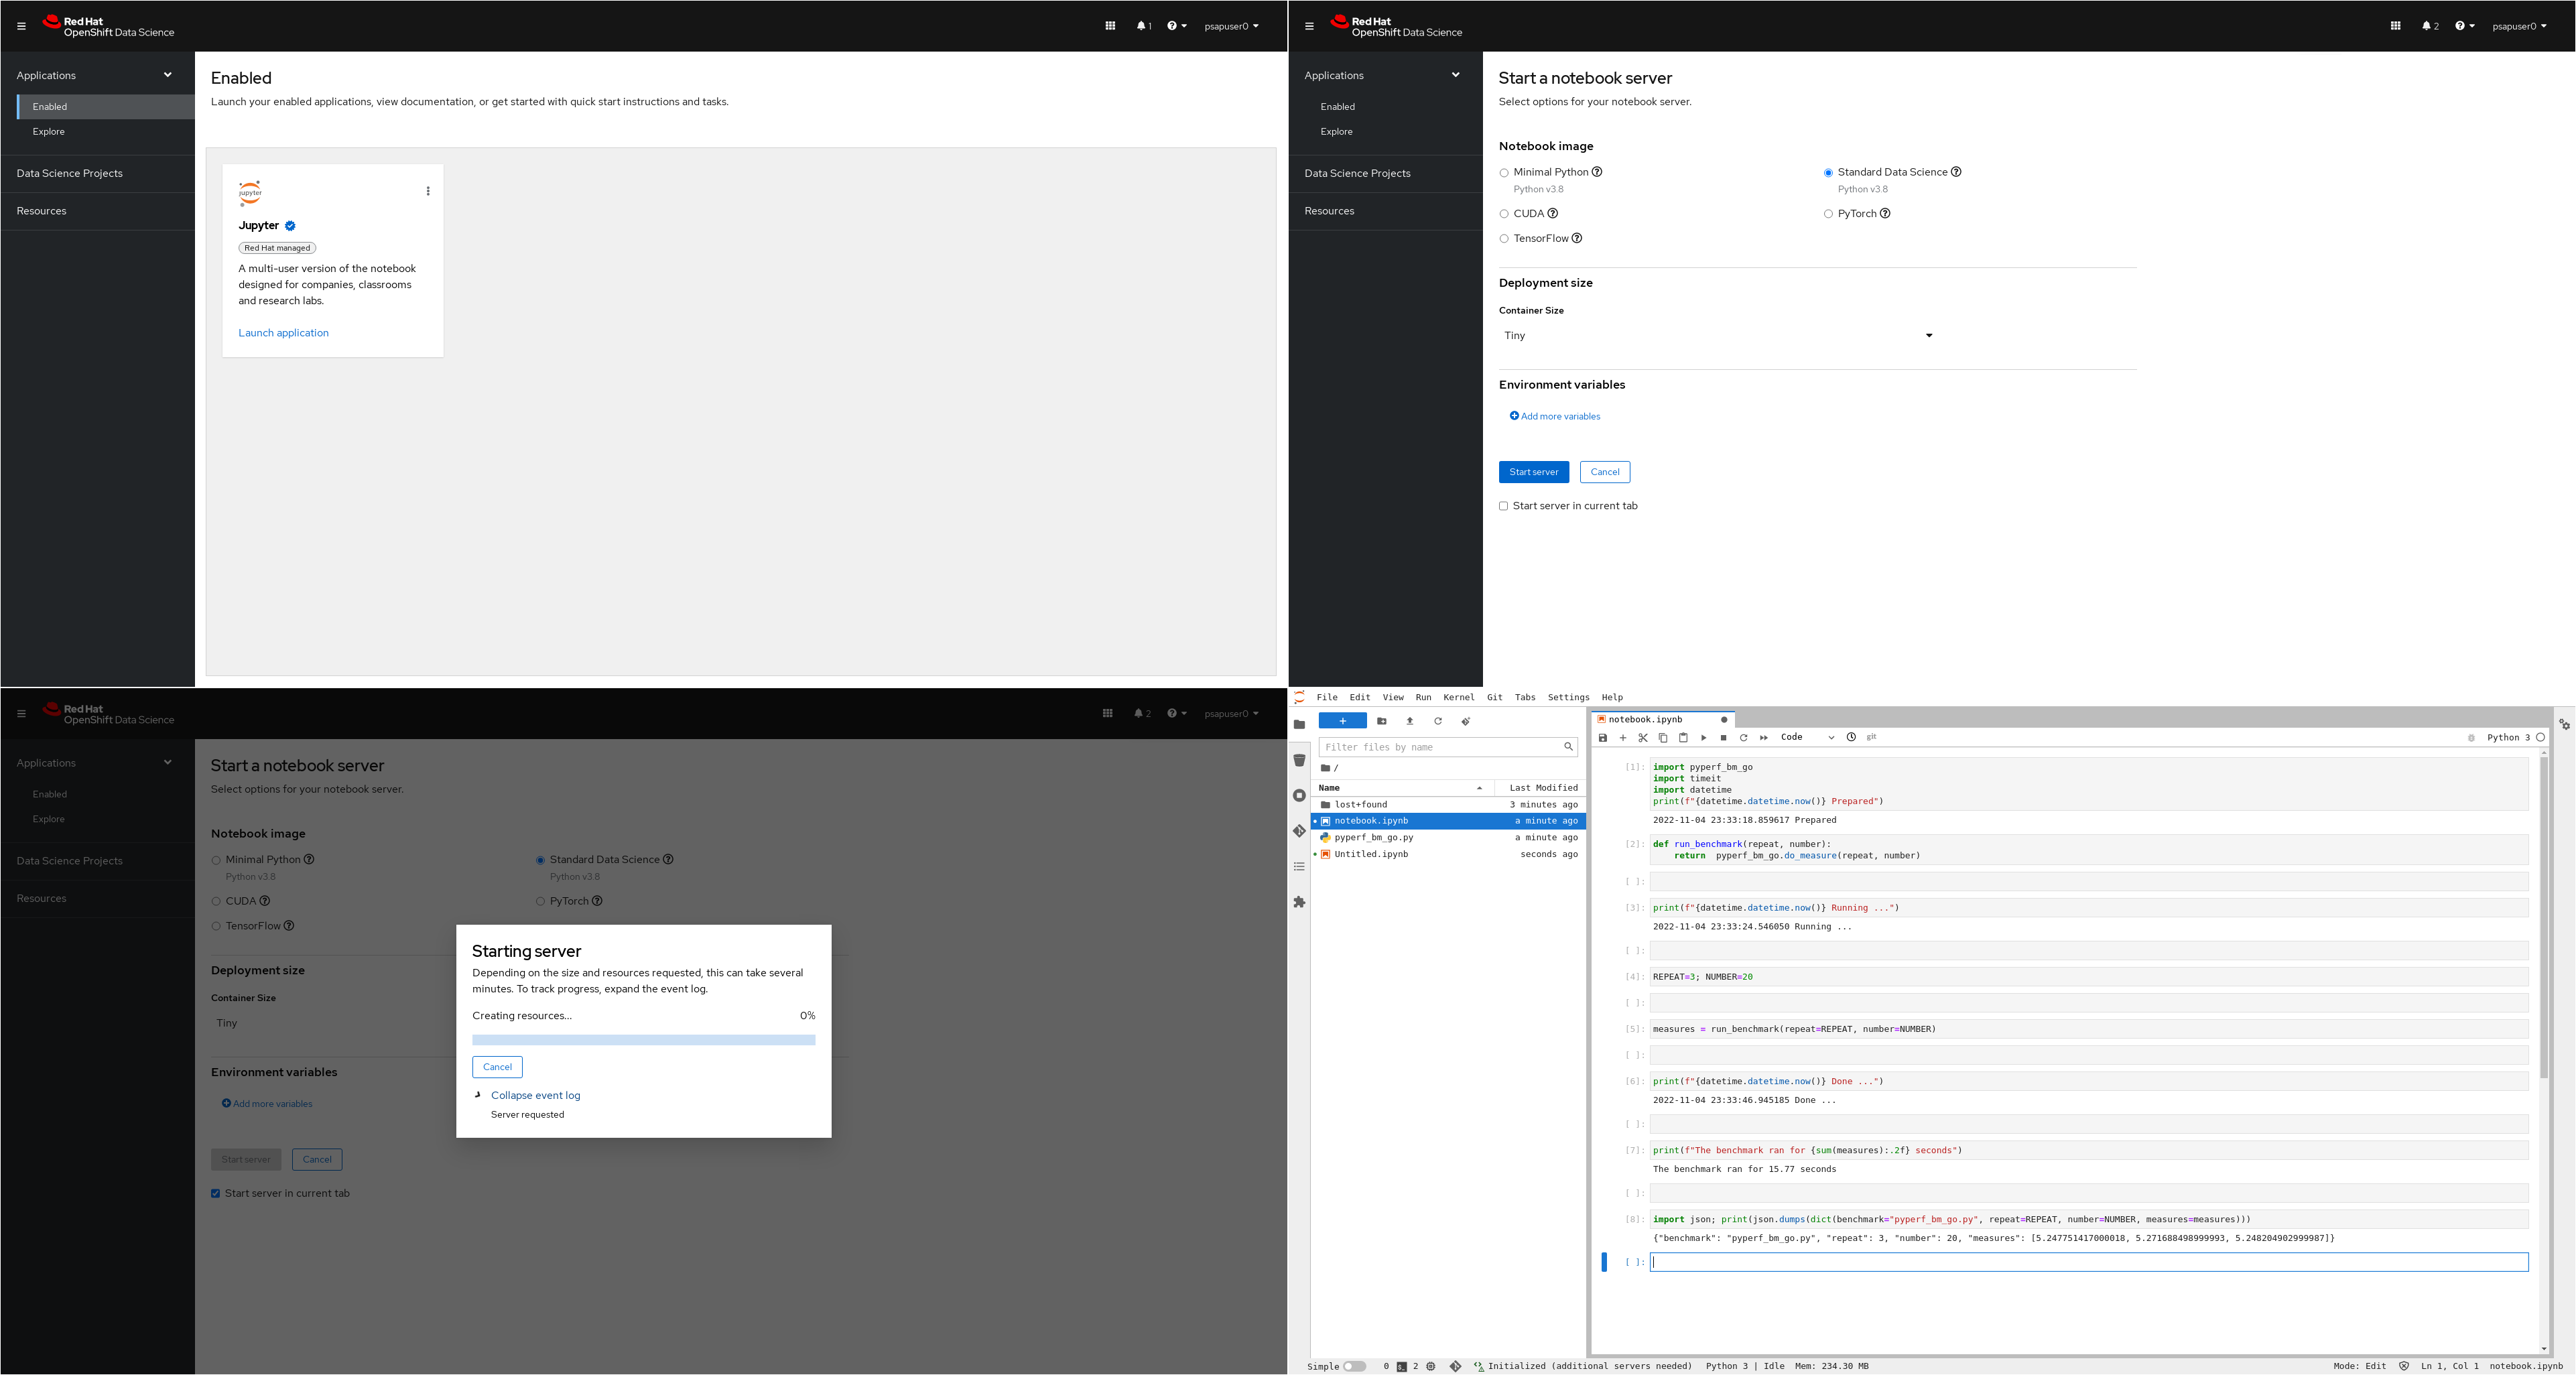 Red Hat
OpenShift Data Science
1
psapuser0
Applications
Enabled
Explore
Data Science Projects
Resources
Enabled
Launch your enabled applications, view documentation, or get started with quick start instructions and tasks.
jupyter
Jupyter
Red Hat managed
A multi-user version of the notebook
designed for companies, classrooms
and research labs.
Launch application
Red Hat
OpenShift Data Science
2
psapuser0
Applications
Enabled
Explore
Data Science Projects
Resources
Start a notebook server
Select options for your notebook server.
Notebook image
Minimal Python
Python v3.8
Standard Data Science
Python v3.8
CUDA
PyTorch
TensorFlow
Deployment size
Container Size
Tiny
Environment variables
Add more variables
Start server Cancel
Start server in current tab
Red Hat
OpenShift Data Science
2
psapuser0
Applications
Enabled
Explore
Data Science Projects
Resources
Start a notebook server
Select options for your notebook server.
Notebook image
Minimal Python
Python v3.8
Standard Data Science
Python v3.8
CUDA
PyTorch
TensorFlow
Deployment size
Container Size
Tiny
Environment variables
Add more variables
Start server Cancel
Start server in current tab
Starting server
Depending on the size and resources requested, this can take several
minutes. To track progress, expand the event log.
Creating resources... 0%
Cancel
Collapse event log
Server requested
File Edit View Run Kernel Git Tabs Settings Help
Filter files by name
/
Name Last Modified
lost+found 3 minutes ago
notebook.ipynb a minute ago
pyperf_bm_go.py a minute ago
Untitled.ipynb seconds ago
notebook.ipynb
Code git Python 3
[1]: import pyperf_bm_go
import timeit
import datetime
print(f"{datetime.datetime.now()} Prepared")
2022-11-04 23:33:18.859617 Prepared
[2]: def run_benchmark(repeat, number):
return pyperf_bm_go.do_measure(repeat, number)
[ ]:
[3]: print(f"{datetime.datetime.now()} Running ...")
2022-11-04 23:33:24.546050 Running ...
[ ]:
[4]: REPEAT=3; NUMBER=20
[ ]:
[5]: measures = run_benchmark(repeat=REPEAT, number=NUMBER)
[ ]:
[6]: print(f"{datetime.datetime.now()} Done ...")
2022-11-04 23:33:46.945185 Done ...
[ ]:
[7]: print(f"The benchmark ran for {sum(measures):.2f} seconds")
The benchmark ran for 15.77 seconds
[ ]:
[8]: import json; print(json.dumps(dict(benchmark="pyperf_bm_go.py", repeat=REPEAT, number=NUMBER, measures=measures)))
{"benchmark": "pyperf_bm_go.py", "repeat": 3, "number": 20, "measures": [5.247751417000018, 5.271688498999993, 5.248204902999987]}
[ ]:
Simple 0 2 Initialized (additional servers needed) Python 3 | Idle Mem: 234.30 MB Mode: Edit Ln 1, Col 1 notebook.ipynb